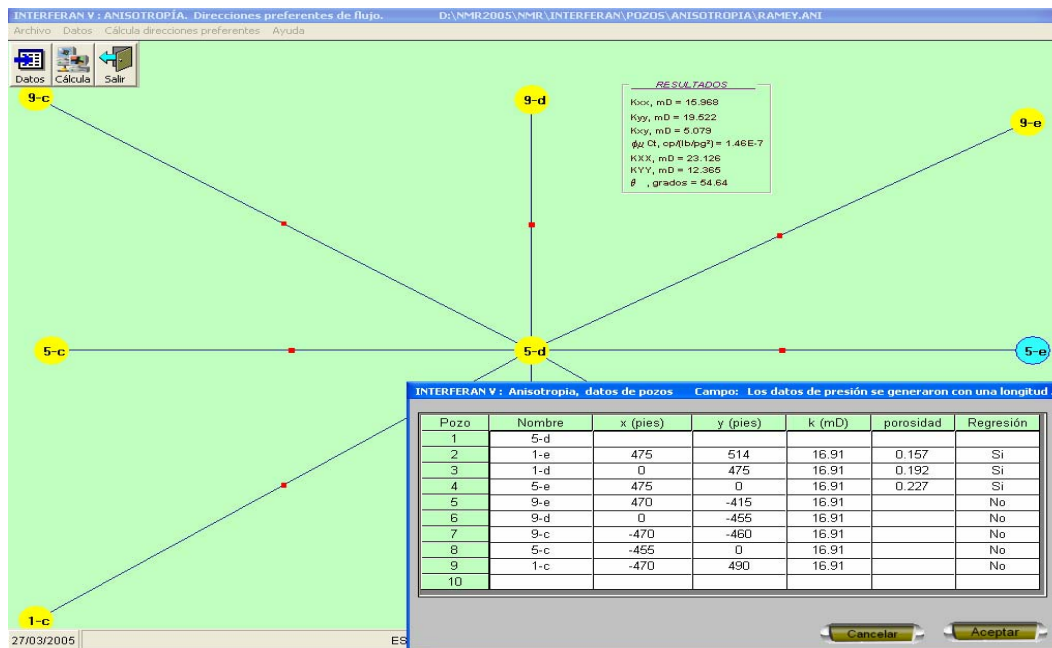 INTERFERAN V : ANISOTROPÍA. Direcciones preferentes de flujo. D:\NMR2005\NMR\INTERFERAN\POZOS\ANISOTROPIA\RAMEY.ANI
Archivo Datos Cálcula direcciones preferentes Ayuda
Datos Cálcula Salir
9-c
9-d
9-e
RESULTADOS
Kxx, mD = 15.968
Kyy, mD = 19.522
Kxy, mD = 5.079
φμ Ct, cp/(lb/pg²) = 1.46E-7
KXX, mD = 23.126
KYY, mD = 12.365
θ , grados = 54.64
5-c
5-d
5-e
INTERFERAN V : Anisotropia, datos de pozos Campo: Los datos de presión se generaron con una longitud
Pozo Nombre x (pies) y (pies) k (mD) porosidad Regresión
1 5-d
2 1-e 475 514 16.91 0.157 Si
3 1-d 0 475 16.91 0.192 Si
4 5-e 475 0 16.91 0.227 Si
5 9-e 470 -415 16.91 No
6 9-d 0 -455 16.91 No
7 9-c -470 -460 16.91 No
8 5-c -455 0 16.91 No
9 1-c -470 490 16.91 No
10
1-c
Cancelar Aceptar
27/03/2005 ES